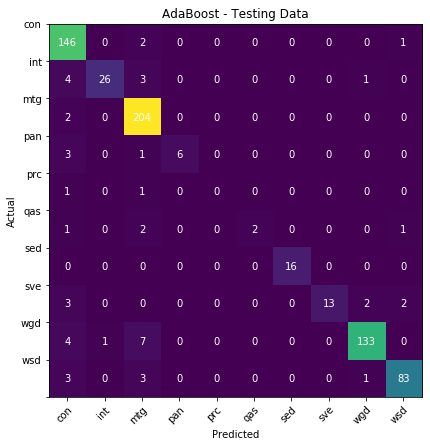 AdaBoost - Testing Data
con
146 0 2 0 0 0 0 0 0 1
int
4 26 3 0 0 0 0 0 1 0
mtg
2 0 204 0 0 0 0 0 0 0
pan
3 0 1 6 0 0 0 0 0 0
prc
1 0 1 0 0 0 0 0 0 0
qas
1 0 2 0 0 2 0 0 0 1
sed
0 0 0 0 0 0 16 0 0 0
sve
3 0 0 0 0 0 0 13 2 2
wgd
4 1 7 0 0 0 0 0 133 0
wsd
3 0 3 0 0 0 0 0 1 83
Actual
con int mtg pan prc qas sed sve wgd wsd
Predicted